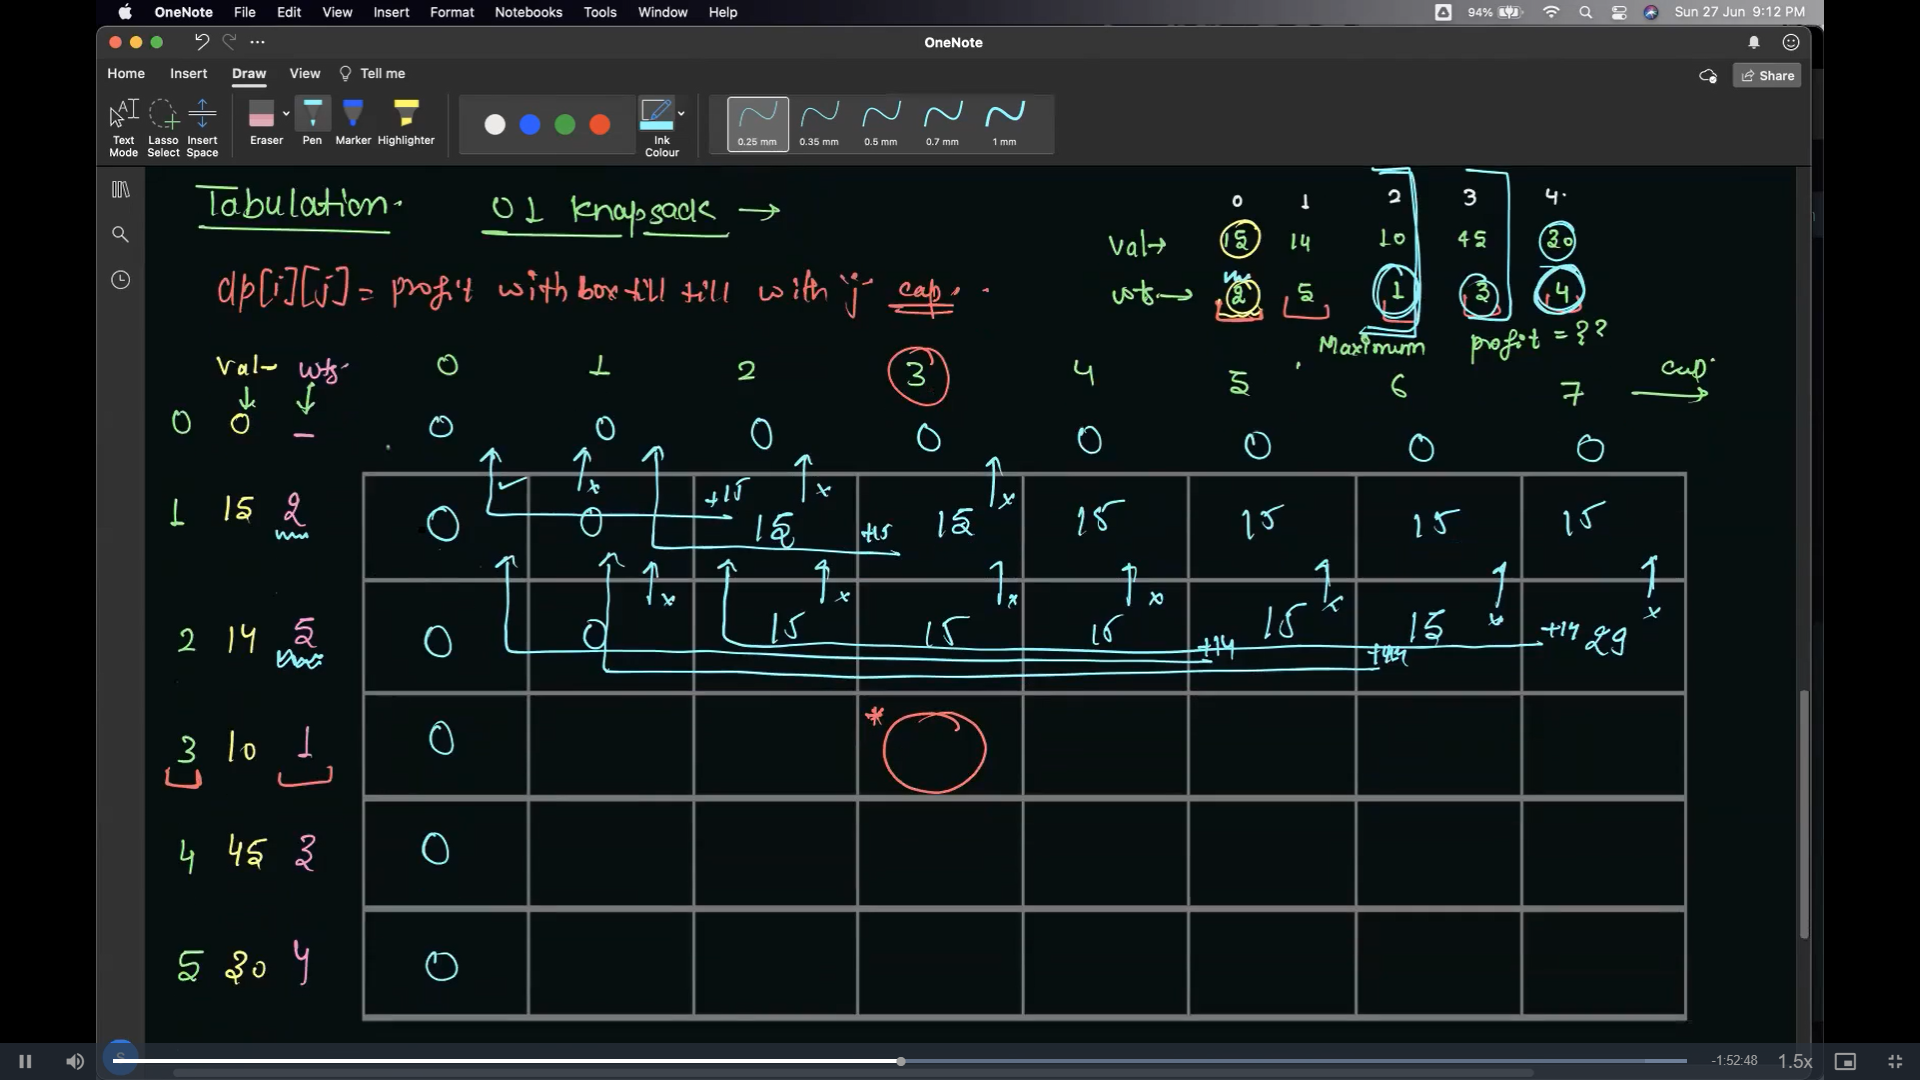 OneNote File Edit View Insert Format Notebooks Tools Window Help 94% Sun 27 Jun 9:12 PM
OneNote
Home Insert Draw View Tell me Share
Text Mode Lasso Select Insert Space Eraser Pen Marker Highlighter Ink Colour 0.25 mm 0.35 mm 0.5 mm 0.7 mm 1 mm
Tabulation. 01 knapsack →
0 1 2 3 4
val→ 15 14 10 45 30
wts→ 2 5 1 3 4
dp[i][j] = profit with box till till with j cap.
Maximum profit = ??
val wts 0 1 2 3 4 5 6 7 cap
0 0 - 0 0 0 0 0 0 0 0
1 15 2 0 0 +15 15 +15 15 15 15 15 15
x x x
2 14 5 0 0 15 15 15 +14 15 +14 15 +14 29
x x x x x x x
3 10 1 0 *
4 45 3 0
5 30 4 0
S -1:52:48 1.5x